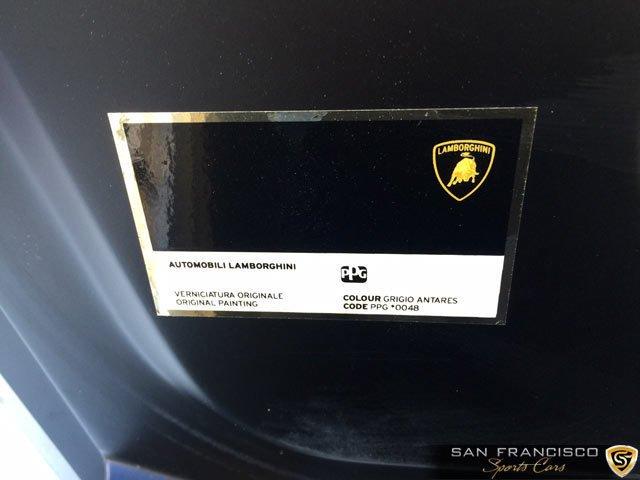 LAMBORGHINI
AUTOMOBILI LAMBORGHINI
PPG
VERNICIATURA ORIGINALE
ORIGINAL PAINTING
COLOUR GRIGIO ANTARES
CODE PPG *0048
SAN FRANCISCO
Sports Cars